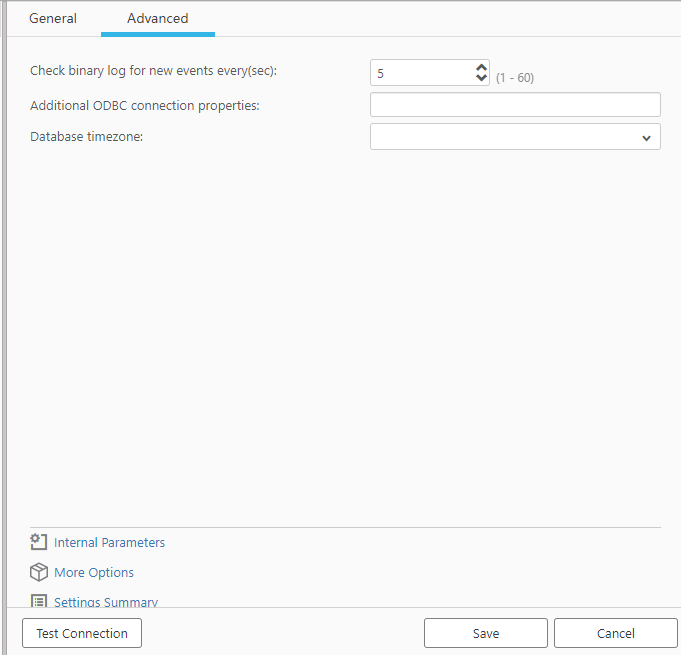 General Advanced
Check binary log for new events every(sec): 5 (1 - 60)
Additional ODBC connection properties:
Database timezone:
Internal Parameters
More Options
Settings Summary
Test Connection Save Cancel